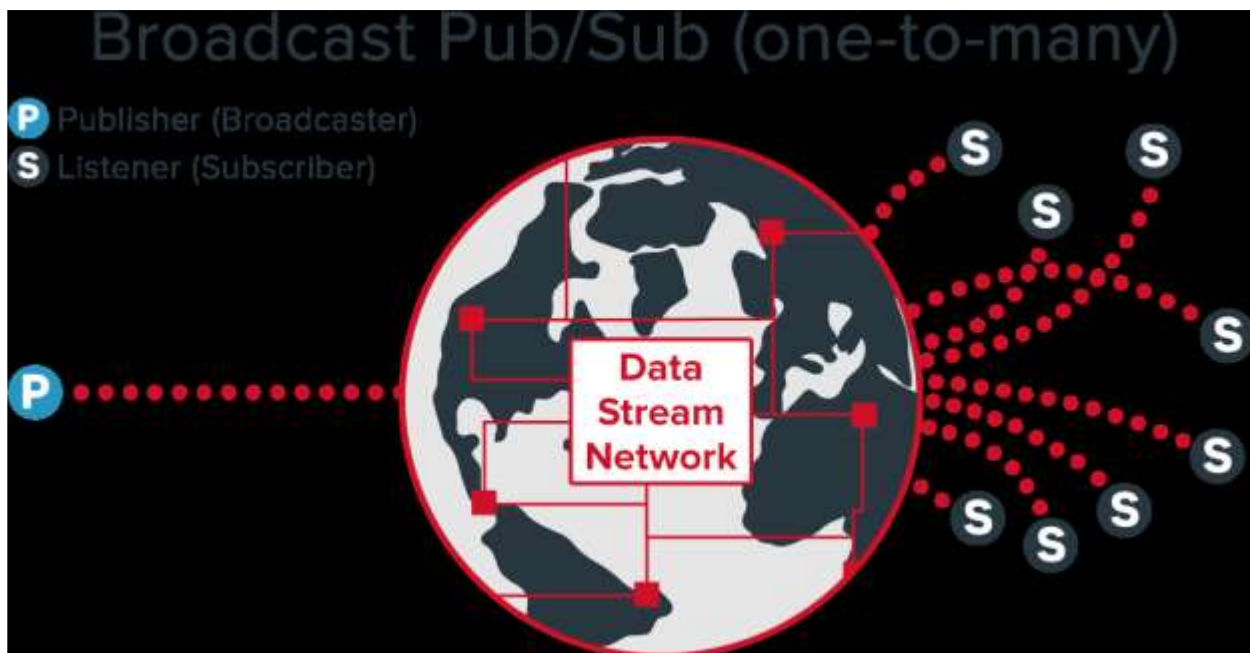 Broadcast Pub/Sub (one-to-many)
P Publisher (Broadcaster)
S Listener (Subscriber)
S
S
S
S
P
Data
Stream
Network
S
S
S
S